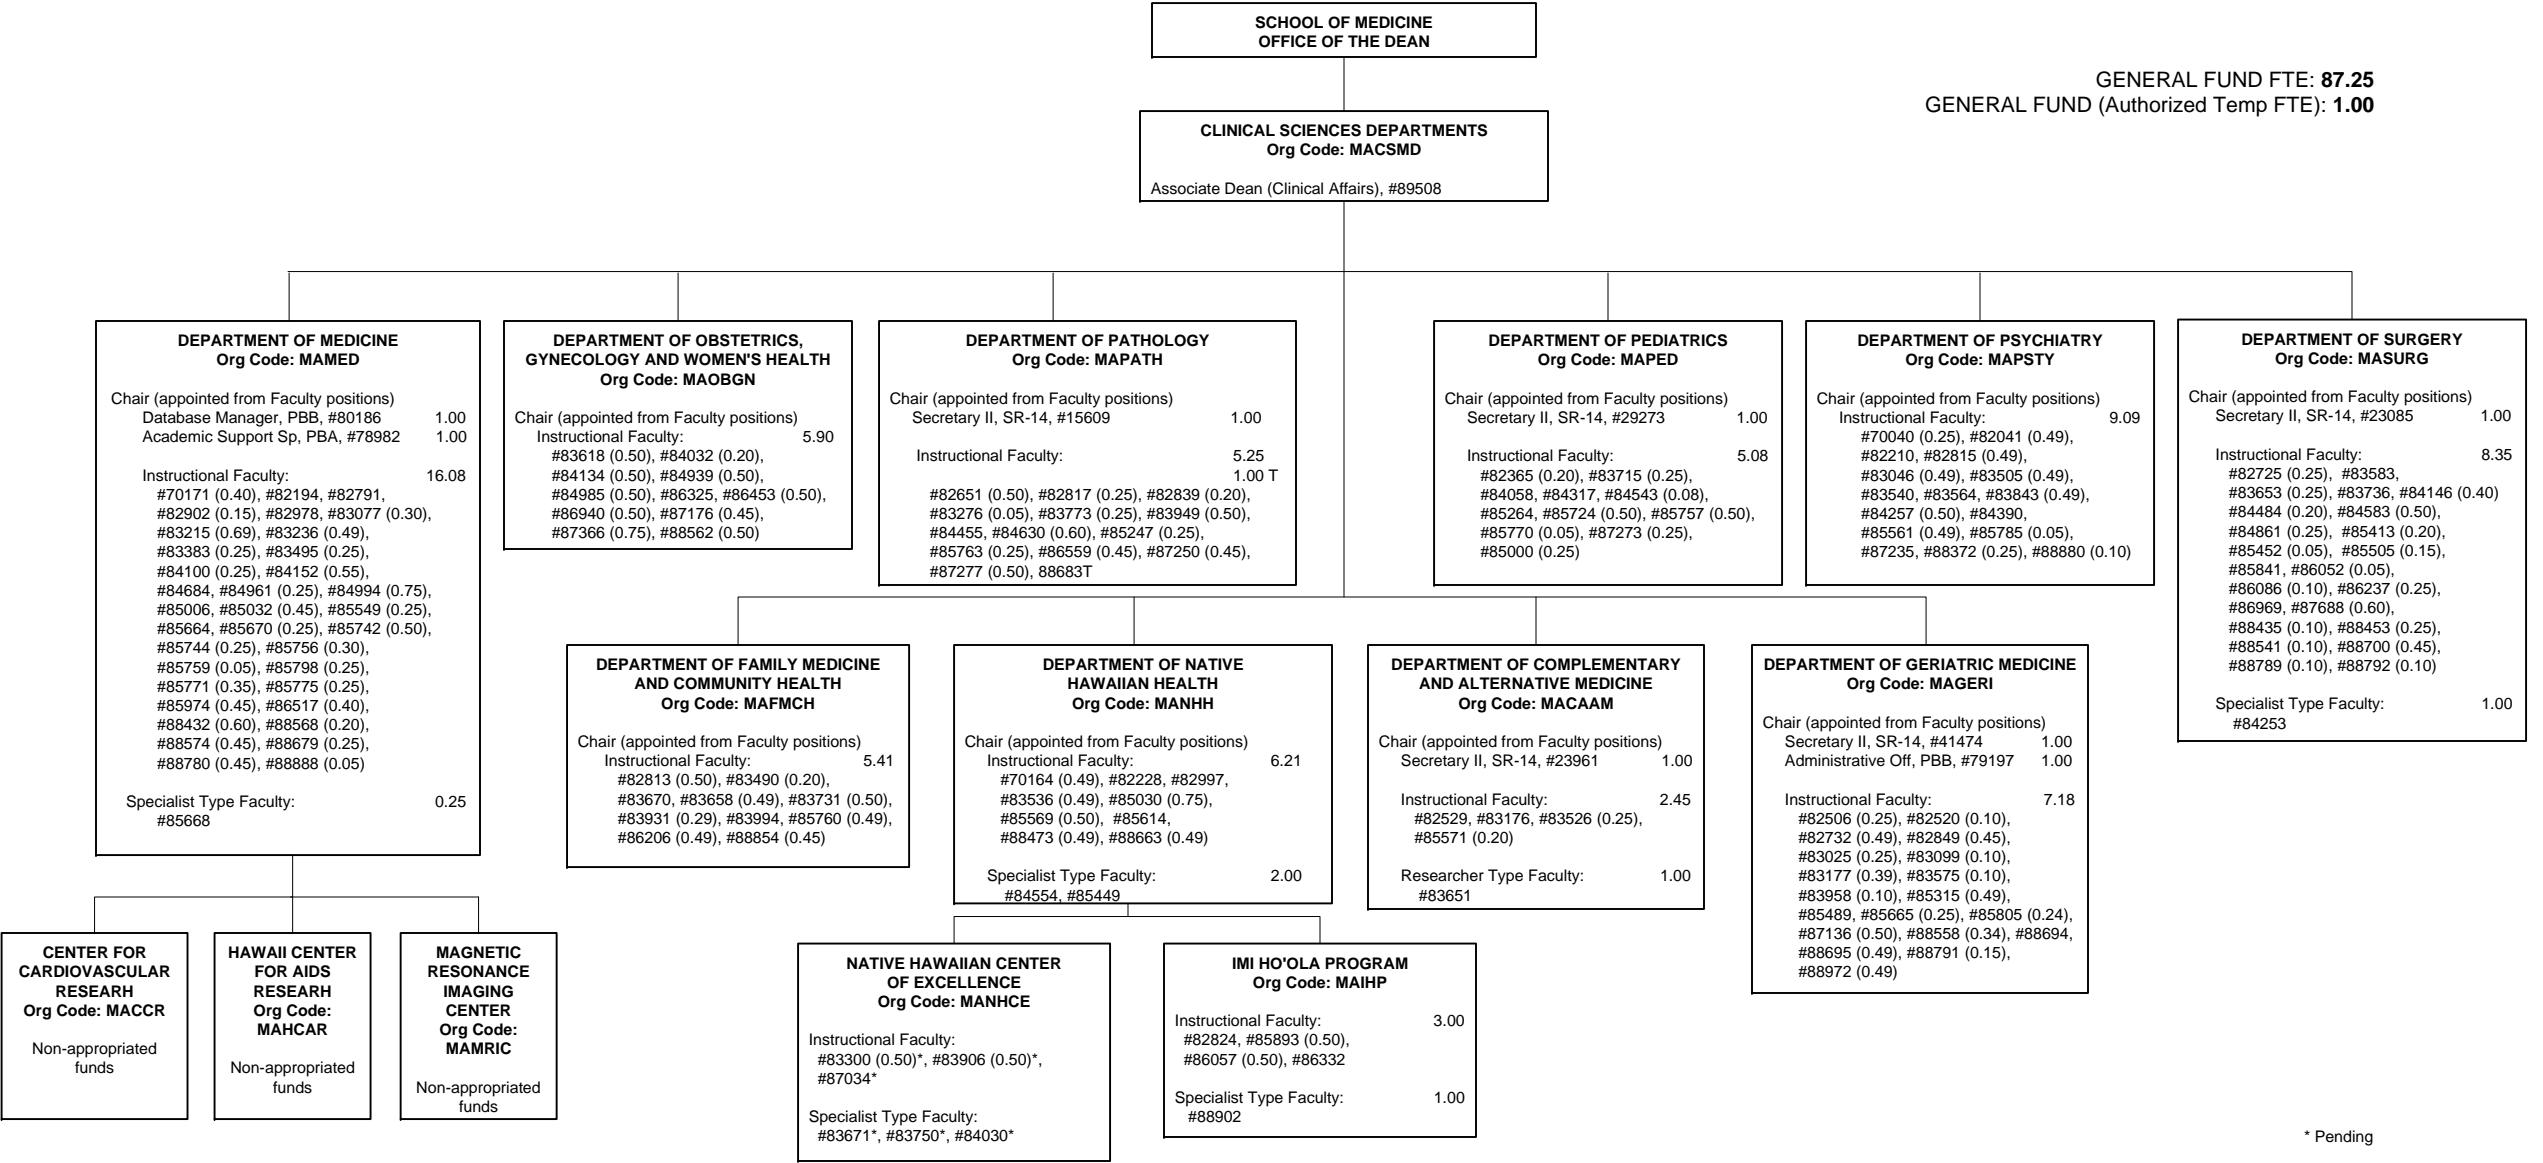 SCHOOL OF MEDICINE
OFFICE OF THE DEAN
GENERAL FUND FTE: 87.25
GENERAL FUND (Authorized Temp FTE): 1.00
CLINICAL SCIENCES DEPARTMENTS
Org Code: MACSMD
Associate Dean (Clinical Affairs), #89508
DEPARTMENT OF MEDICINE
Org Code: MAMED
Chair (appointed from Faculty positions)
Database Manager, PBB, #80186 1.00
Academic Support Sp, PBA, #78982 1.00
Instructional Faculty: 16.08
#70171 (0.40), #82194, #82791,
#82902 (0.15), #82978, #83077 (0.30),
#83215 (0.69), #83236 (0.49),
#83383 (0.25), #83495 (0.25),
#84100 (0.25), #84152 (0.55),
#84684, #84961 (0.25), #84994 (0.75),
#85006, #85032 (0.45), #85549 (0.25),
#85664, #85670 (0.25), #85742 (0.50),
#85744 (0.25), #85756 (0.30),
#85759 (0.05), #85798 (0.25),
#85771 (0.35), #85775 (0.25),
#85974 (0.45), #86517 (0.40),
#88432 (0.60), #88568 (0.20),
#88574 (0.45), #88679 (0.25),
#88780 (0.45), #88888 (0.05)
Specialist Type Faculty: 0.25
#85668
DEPARTMENT OF OBSTETRICS,
GYNECOLOGY AND WOMEN'S HEALTH
Org Code: MAOBGN
Chair (appointed from Faculty positions)
Instructional Faculty: 5.90
#83618 (0.50), #84032 (0.20),
#84134 (0.50), #84939 (0.50),
#84985 (0.50), #86325, #86453 (0.50),
#86940 (0.50), #87176 (0.45),
#87366 (0.75), #88562 (0.50)
DEPARTMENT OF PATHOLOGY
Org Code: MAPATH
Chair (appointed from Faculty positions)
Secretary II, SR-14, #15609 1.00
Instructional Faculty: 5.25
1.00 T
#82651 (0.50), #82817 (0.25), #82839 (0.20),
#83276 (0.05), #83773 (0.25), #83949 (0.50),
#84455, #84630 (0.60), #85247 (0.25),
#85763 (0.25), #86559 (0.45), #87250 (0.45),
#87277 (0.50), 88683T
DEPARTMENT OF PEDIATRICS
Org Code: MAPED
Chair (appointed from Faculty positions)
Secretary II, SR-14, #29273 1.00
Instructional Faculty: 5.08
#82365 (0.20), #83715 (0.25),
#84058, #84317, #84543 (0.08),
#85264, #85724 (0.50), #85757 (0.50),
#85770 (0.05), #87273 (0.25),
#85000 (0.25)
DEPARTMENT OF PSYCHIATRY
Org Code: MAPSTY
Chair (appointed from Faculty positions)
Instructional Faculty: 9.09
#70040 (0.25), #82041 (0.49),
#82210, #82815 (0.49),
#83046 (0.49), #83505 (0.49),
#83540, #83564, #83843 (0.49),
#84257 (0.50), #84390,
#85561 (0.49), #85785 (0.05),
#87235, #88372 (0.25), #88880 (0.10)
DEPARTMENT OF SURGERY
Org Code: MASURG
Chair (appointed from Faculty positions)
Secretary II, SR-14, #23085 1.00
Instructional Faculty: 8.35
#82725 (0.25), #83583,
#83653 (0.25), #83736, #84146 (0.40)
#84484 (0.20), #84583 (0.50),
#84861 (0.25), #85413 (0.20),
#85452 (0.05), #85505 (0.15),
#85841, #86052 (0.05),
#86086 (0.10), #86237 (0.25),
#86969, #87688 (0.60),
#88435 (0.10), #88453 (0.25),
#88541 (0.10), #88700 (0.45),
#88789 (0.10), #88792 (0.10)
Specialist Type Faculty: 1.00
#84253
DEPARTMENT OF FAMILY MEDICINE
AND COMMUNITY HEALTH
Org Code: MAFMCH
Chair (appointed from Faculty positions)
Instructional Faculty: 5.41
#82813 (0.50), #83490 (0.20),
#83670, #83658 (0.49), #83731 (0.50),
#83931 (0.29), #83994, #85760 (0.49),
#86206 (0.49), #88854 (0.45)
DEPARTMENT OF NATIVE
HAWAIIAN HEALTH
Org Code: MANHH
Chair (appointed from Faculty positions)
Instructional Faculty: 6.21
#70164 (0.49), #82228, #82997,
#83536 (0.49), #85030 (0.75),
#85569 (0.50), #85614,
#88473 (0.49), #88663 (0.49)
Specialist Type Faculty: 2.00
#84554, #85449
DEPARTMENT OF COMPLEMENTARY
AND ALTERNATIVE MEDICINE
Org Code: MACAAM
Chair (appointed from Faculty positions)
Secretary II, SR-14, #23961 1.00
Instructional Faculty: 2.45
#82529, #83176, #83526 (0.25),
#85571 (0.20)
Researcher Type Faculty: 1.00
#83651
DEPARTMENT OF GERIATRIC MEDICINE
Org Code: MAGERI
Chair (appointed from Faculty positions)
Secretary II, SR-14, #41474 1.00
Administrative Off, PBB, #79197 1.00
Instructional Faculty: 7.18
#82506 (0.25), #82520 (0.10),
#82732 (0.49), #82849 (0.45),
#83025 (0.25), #83099 (0.10),
#83177 (0.39), #83575 (0.10),
#83958 (0.10), #85315 (0.49),
#85489, #85665 (0.25), #85805 (0.24),
#87136 (0.50), #88558 (0.34), #88694,
#88695 (0.49), #88791 (0.15),
#88972 (0.49)
CENTER FOR
CARDIOVASCULAR
RESEARH
Org Code: MACCR
Non-appropriated
funds
HAWAII CENTER
FOR AIDS
RESEARH
Org Code:
MAHCAR
Non-appropriated
funds
MAGNETIC
RESONANCE
IMAGING
CENTER
Org Code:
MAMRIC
Non-appropriated
funds
NATIVE HAWAIIAN CENTER
OF EXCELLENCE
Org Code: MANHCE
Instructional Faculty:
#83300 (0.50)*, #83906 (0.50)*,
#87034*
Specialist Type Faculty:
#83671*, #83750*, #84030*
IMI HO'OLA PROGRAM
Org Code: MAIHP
Instructional Faculty: 3.00
#82824, #85893 (0.50),
#86057 (0.50), #86332
Specialist Type Faculty: 1.00
#88902
* Pending